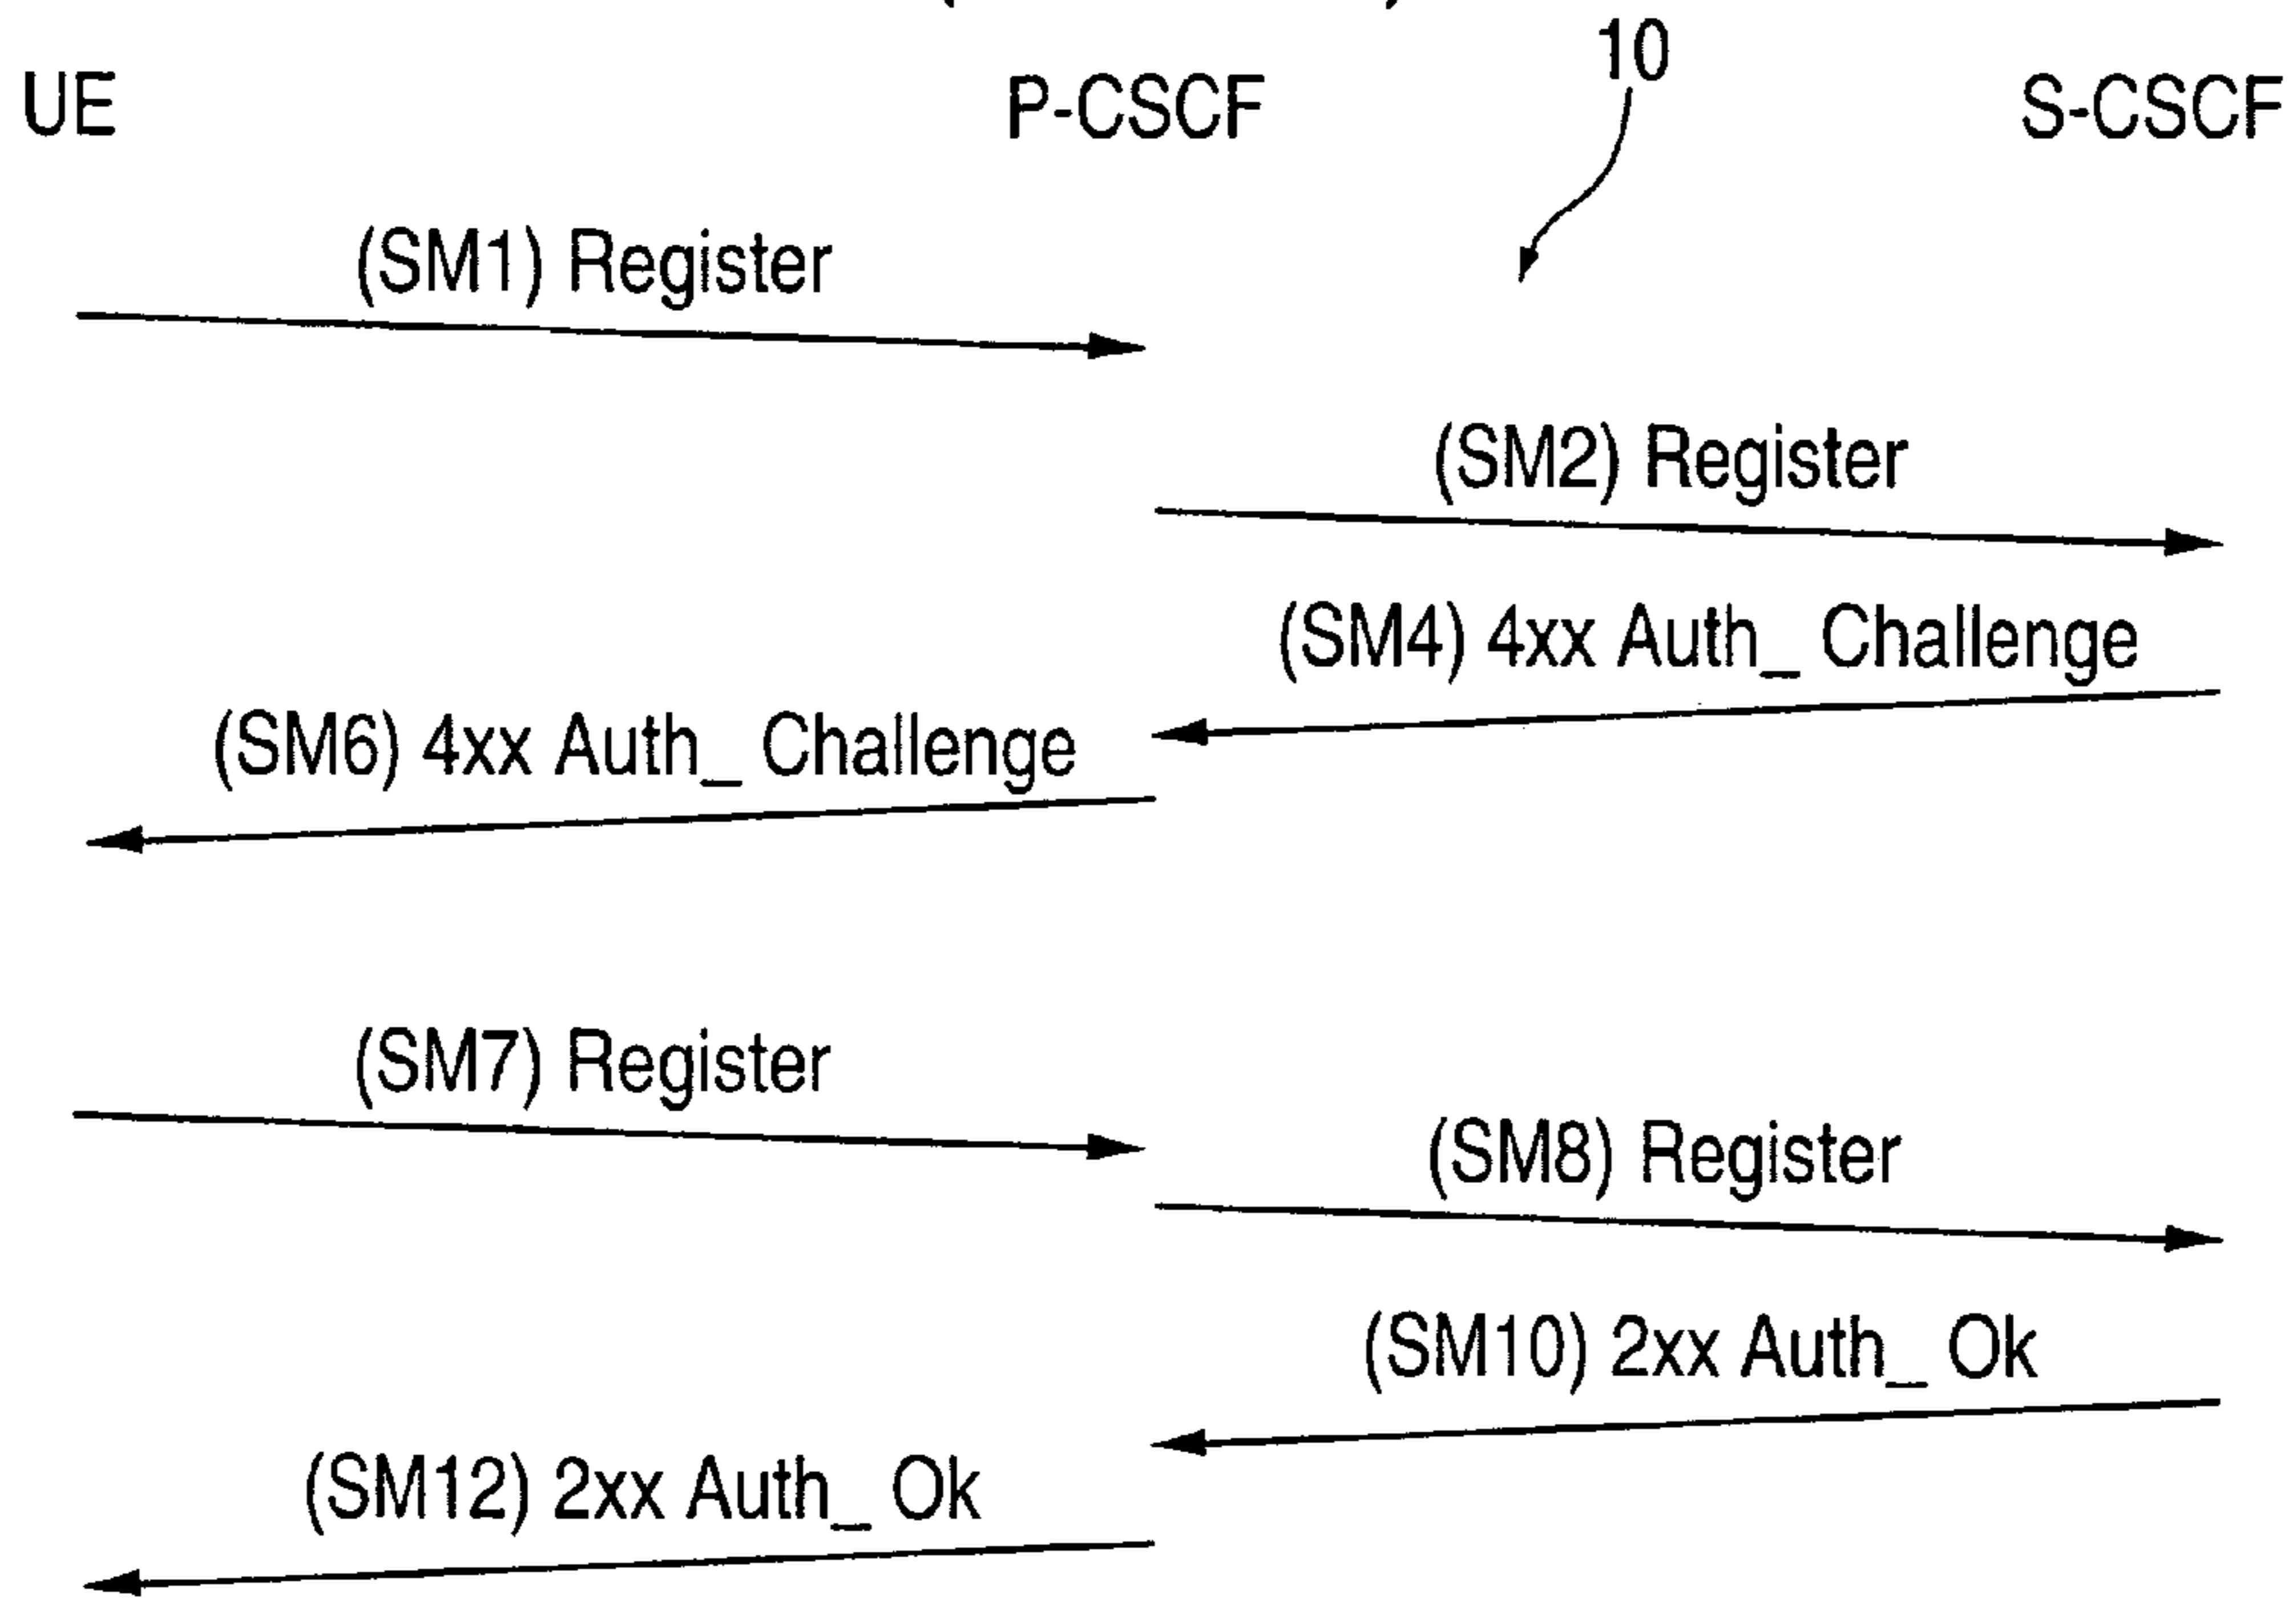 10
UE P-CSCF S-CSCF
(SM1) Register
(SM2) Register
(SM4) 4xx Auth_ Challenge
(SM6) 4xx Auth_ Challenge
(SM7) Register
(SM8) Register
(SM10) 2xx Auth_ Ok
(SM12) 2xx Auth_ Ok